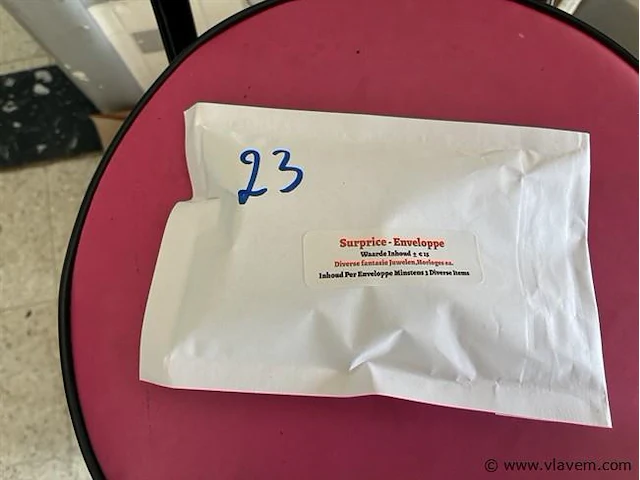 23
Surprice - Enveloppe
Waarde Inhoud ± € 15
Diverse fantasie Juwelen,Horloges ea.
Inhoud Per Enveloppe Minstens 3 Diverse Items
© www.vlavem.com